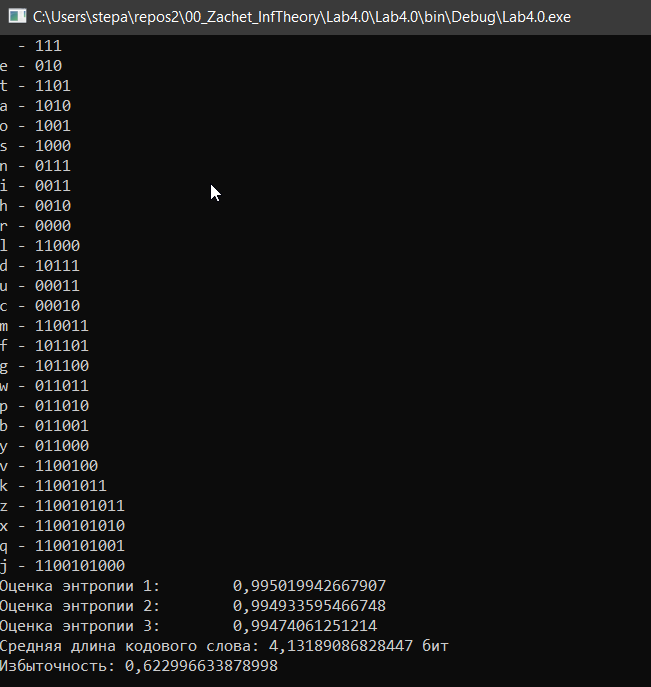 C:\Users\stepa\repos2\00_Zachet_InfTheory\Lab4.0\Lab4.0\bin\Debug\Lab4.0.exe
- 111
e - 010
t - 1101
a - 1010
o - 1001
s - 1000
n - 0111
i - 0011
h - 0010
r - 0000
l - 11000
d - 10111
u - 00011
c - 00010
m - 110011
f - 101101
g - 101100
w - 011011
p - 011010
b - 011001
y - 011000
v - 1100100
k - 11001011
z - 1100101011
x - 1100101010
q - 1100101001
j - 1100101000
Оценка энтропии 1: 0,995019942667907
Оценка энтропии 2: 0,994933595466748
Оценка энтропии 3: 0,99474061251214
Средняя длина кодового слова: 4,13189086828447 бит
Избыточность: 0,622996633878998